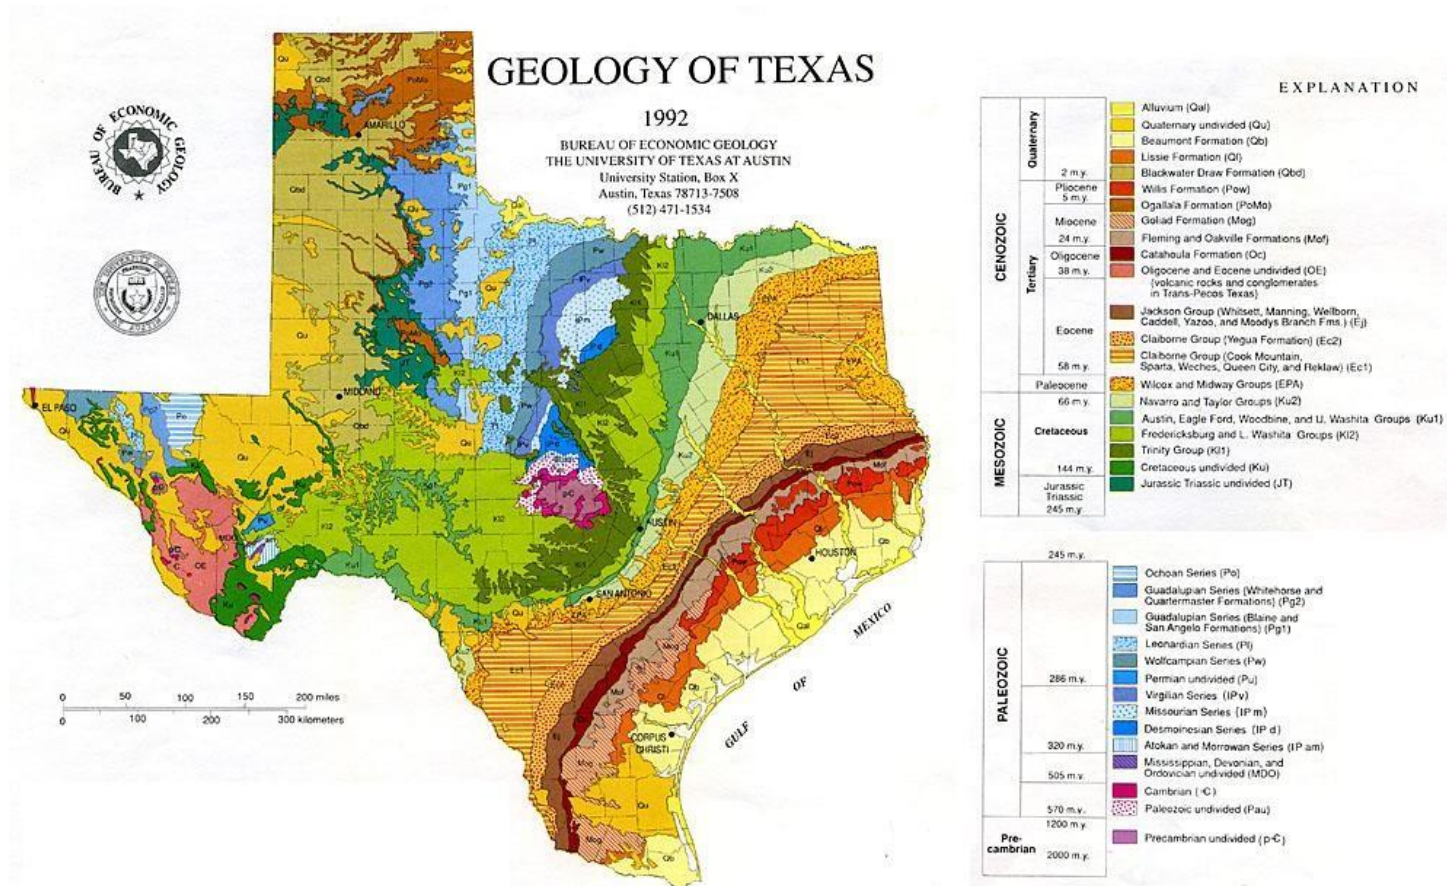 GEOLOGY OF TEXAS
1992
BUREAU OF ECONOMIC GEOLOGY
THE UNIVERSITY OF TEXAS AT AUSTIN
University Station, Box X
Austin, Texas 78713-7508
(512) 471-1534
BUREAU OF ECONOMIC GEOLOGY
AMARILLO
DALLAS
MIDLAND
EL PASO
AUSTIN
HOUSTON
SAN ANTONIO
CORPUS
CHRISTI
GULF OF MEXICO
0 50 100 150 200 miles
0 100 200 300 kilometers
EXPLANATION
CENOZOIC
Quaternary
2 m.y.
Tertiary
Pliocene
5 m.y.
Miocene
24 m.y.
Oligocene
38 m.y.
Eocene
58 m.y.
Paleocene
MESOZOIC
66 m.y.
Cretaceous
144 m.y.
Jurassic
Triassic
245 m.y.
Alluvium (Qal)
Quaternary undivided (Qu)
Beaumont Formation (Qb)
Lissie Formation (Ql)
Blackwater Draw Formation (Qbd)
Willis Formation (Pow)
Ogallala Formation (PoMo)
Goliad Formation (Mog)
Fleming and Oakville Formations (Mof)
Catahoula Formation (Oc)
Oligocene and Eocene undivided (OE)
(volcanic rocks and conglomerates
in Trans-Pecos Texas)
Jackson Group (Whitsett, Manning, Wellborn,
Caddell, Yazoo, and Moodys Branch Fms.) (Ej)
Claiborne Group (Yegua Formation) (Ec2)
Claiborne Group (Cook Mountain,
Sparta, Weches, Queen City, and Reklaw) (Ec1)
Wilcox and Midway Groups (EPA)
Navarro and Taylor Groups (Ku2)
Austin, Eagle Ford, Woodbine, and U. Washita Groups (Ku1)
Fredericksburg and L. Washita Groups (Kl2)
Trinity Group (Kl1)
Cretaceous undivided (Ku)
Jurassic Triassic undivided (JT)
245 m.y.
PALEOZOIC
286 m.y.
320 m.y.
505 m.y.
570 m.y.
Pre-
cambrian
1200 m.y.
2000 m.y.
Ochoan Series (Po)
Guadalupian Series (Whitehorse and
Quartermaster Formations) (Pg2)
Guadalupian Series (Blaine and
San Angelo Formations) (Pg1)
Leonardian Series (Pl)
Wolfcampian Series (Pw)
Permian undivided (Pu)
Virgilian Series (IPv)
Missourian Series (IPm)
Desmoinesian Series (IPd)
Atokan and Morrowan Series (IPam)
Mississippian, Devonian, and
Ordovician undivided (MDO)
Cambrian (-C)
Paleozoic undivided (Pau)
Precambrian undivided (p-C)